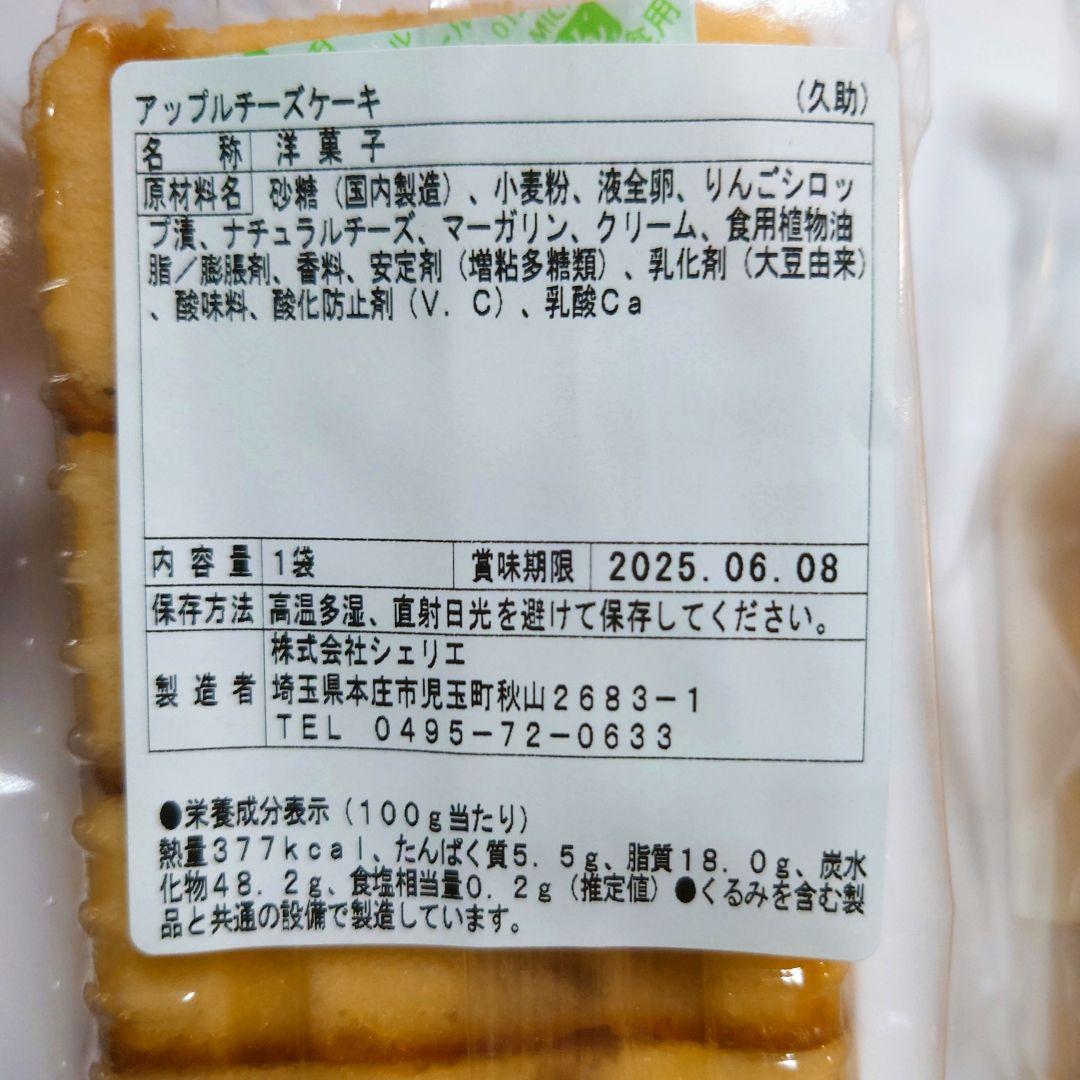 アップルチーズケーキ (久助)
名称 洋菓子
原材料名 砂糖(国内製造)、小麦粉、液全卵、りんごシロッ
プ漬、ナチュラルチーズ、マーガリン、クリーム、食用植物油
脂/膨脹剤、香料、安定剤(増粘多糖類)、乳化剤(大豆由来)
、酸味料、酸化防止剤(V.C)、乳酸Ca
内容量 1袋 賞味期限 2025.06.08
保存方法 高温多湿、直射日光を避けて保存してください。
製造者 株式会社シェリエ
埼玉県本庄市児玉町秋山2683-1
TEL 0495-72-0633
●栄養成分表示(100g当たり)
熱量377kcal、たんぱく質5.5g、脂質18.0g、炭水
化物48.2g、食塩相当量0.2g(推定値)●くるみを含む製
品と共通の設備で製造しています。